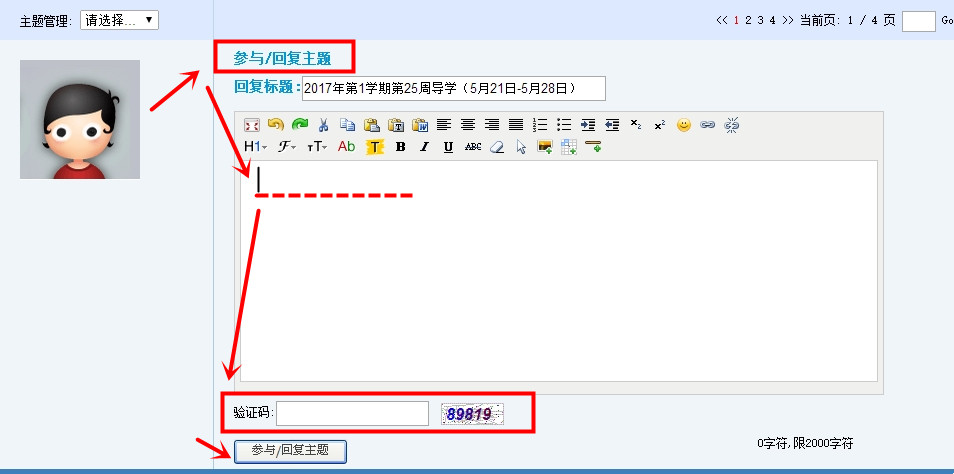 主题管理: 请选择... ▼
<< 1 2 3 4 >> 当前页: 1 / 4 页 Go
参与/回复主题
回复标题: 2017年第1学期第25周导学（5月21日-5月28日）
H1 F тT Ab T B I U ABC
验证码: 89819
0字符,限2000字符
参与/回复主题